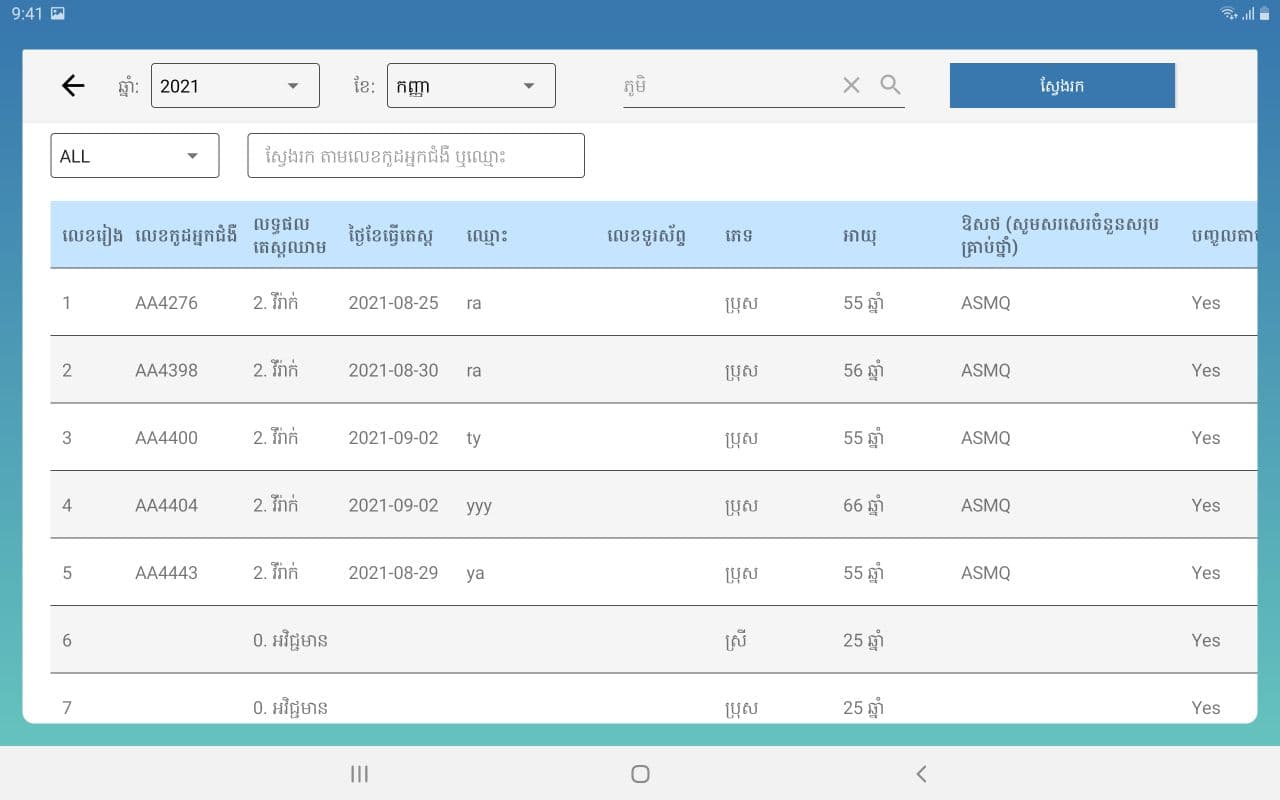 9:41
ឆ្នាំ: 2021 ខែ: កញ្ញា ភូមិ ស្វែងរក
ALL ស្វែងរក តាមលេខកូដអ្នកជំងឺ ឬឈ្មោះ
លេខរៀង លេខកូដអ្នកជំងឺ លទ្ធផល តេស្តឈាម ថ្ងៃខែធ្វើតេស្ត ឈ្មោះ លេខទូរស័ព្ទ ភេទ អាយុ ឱសថ (សូមសរសេរចំនួនសរុប គ្រាប់ថ្នាំ) បញ្ចូលតាម
1 AA4276 2. វីវ៉ាក់ 2021-08-25 ra ប្រុស 55 ឆ្នាំ ASMQ Yes
2 AA4398 2. វីវ៉ាក់ 2021-08-30 ra ប្រុស 56 ឆ្នាំ ASMQ Yes
3 AA4400 2. វីវ៉ាក់ 2021-09-02 ty ប្រុស 55 ឆ្នាំ ASMQ Yes
4 AA4404 2. វីវ៉ាក់ 2021-09-02 yyy ប្រុស 66 ឆ្នាំ ASMQ Yes
5 AA4443 2. វីវ៉ាក់ 2021-08-29 ya ប្រុស 55 ឆ្នាំ ASMQ Yes
6 0. អវិជ្ជមាន ស្រី 25 ឆ្នាំ Yes
7 0. អវិជ្ជមាន ប្រុស 25 ឆ្នាំ Yes